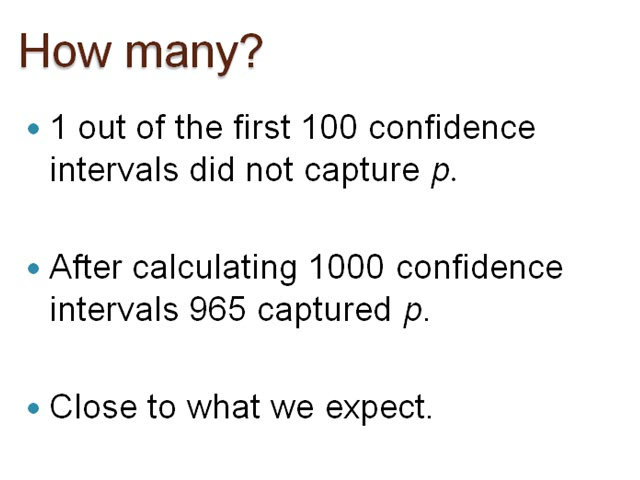 How many?
• 1 out of the first 100 confidence
intervals did not capture p.
• After calculating 1000 confidence
intervals 965 captured p.
• Close to what we expect.